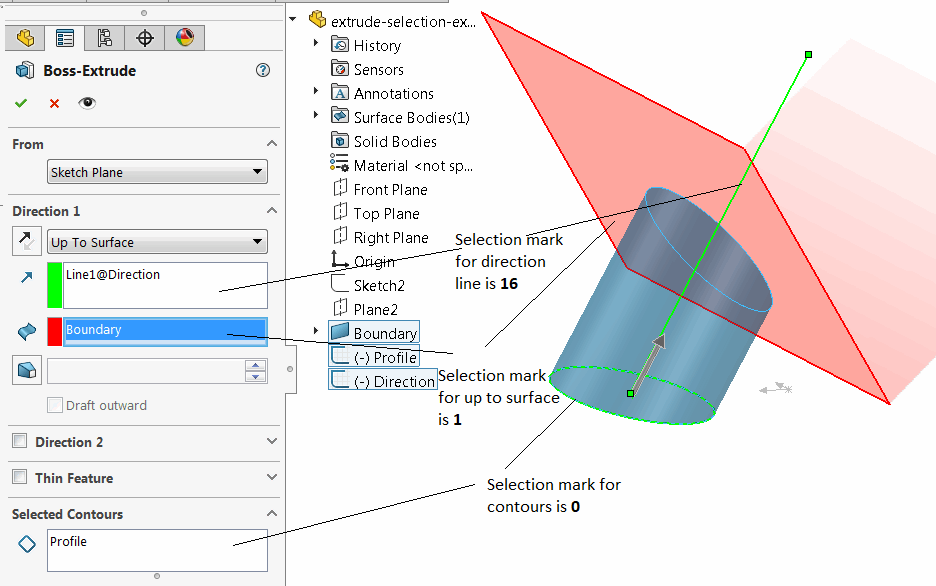 Boss-Extrude
From
Sketch Plane
Direction 1
Up To Surface
Line1@Direction
Boundary
Draft outward
Direction 2
Thin Feature
Selected Contours
Profile
extrude-selection-ex...
History
Sensors
Annotations
Surface Bodies(1)
Solid Bodies
Material <not sp...
Front Plane
Top Plane
Right Plane
Origin
Sketch2
Plane2
Boundary
(-) Profile
(-) Direction
Selection mark
for direction
line is 16
Selection mark
for up to surface
is 1
Selection mark for
contours is 0